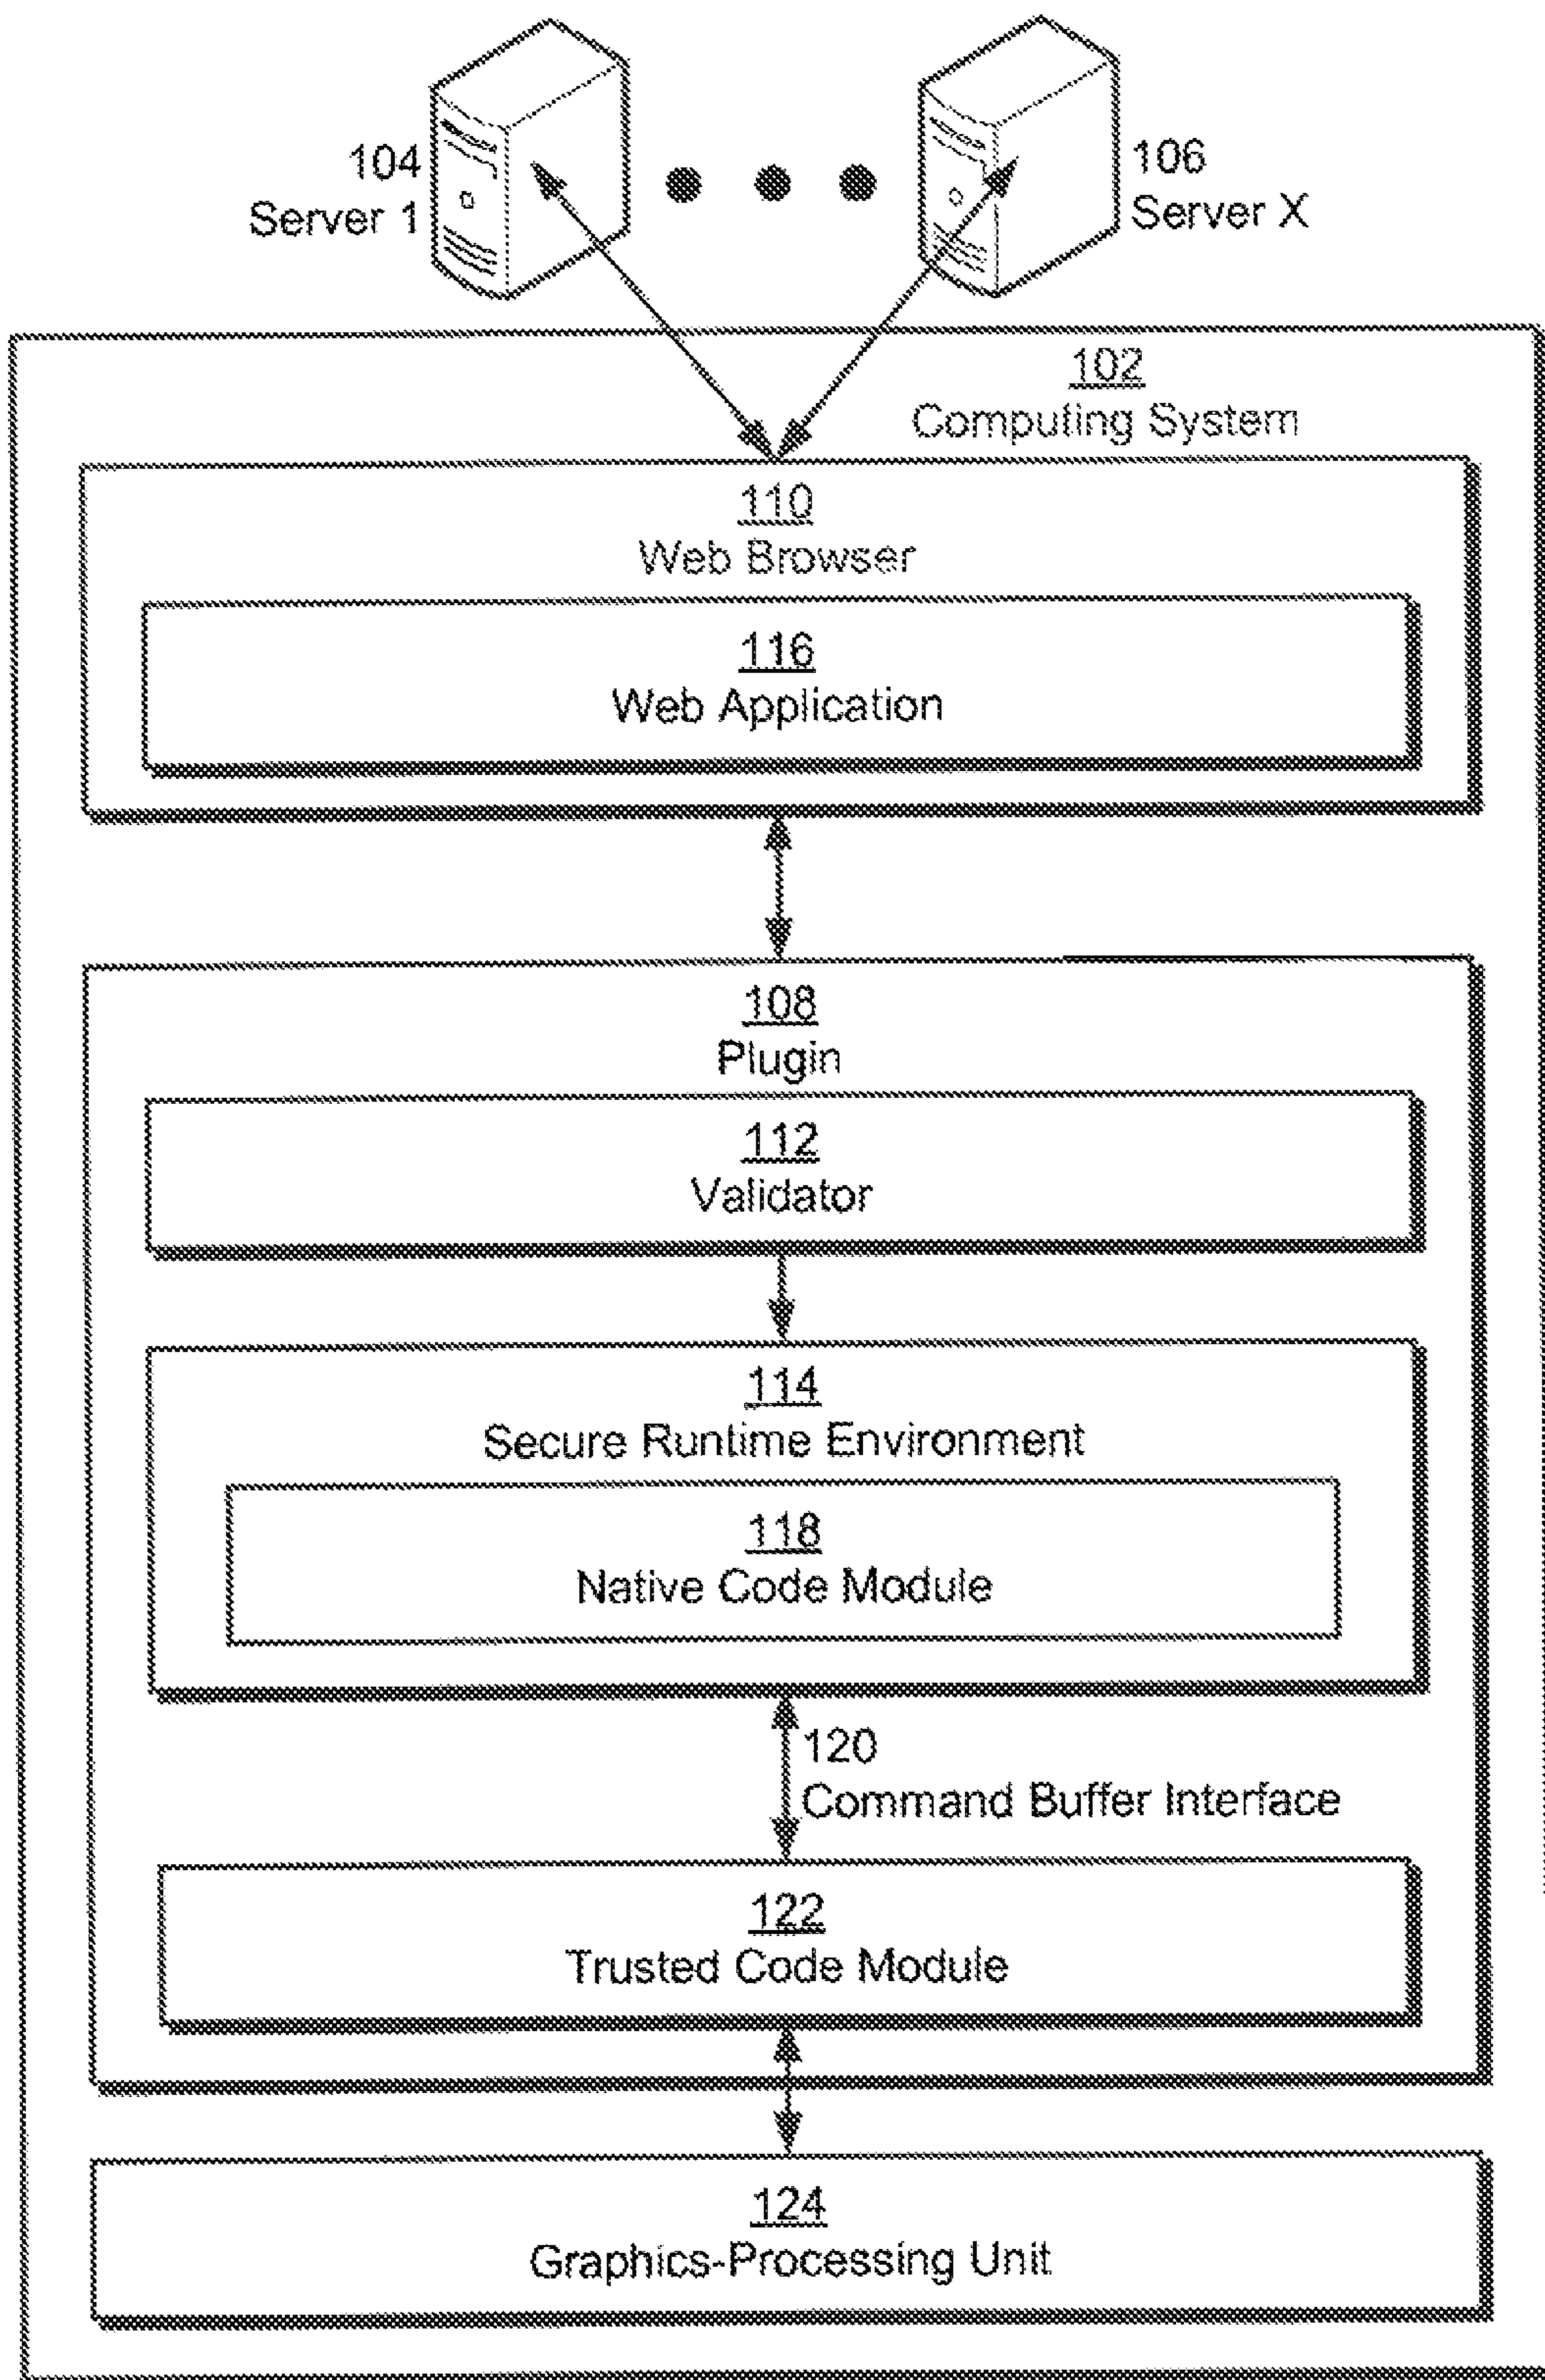 104
Server 1
106
Server X
102
Computing System
110
Web Browser
116
Web Application
108
Plugin
112
Validator
114
Secure Runtime Environment
118
Native Code Module
120
Command Buffer Interface
122
Trusted Code Module
124
Graphics-Processing Unit